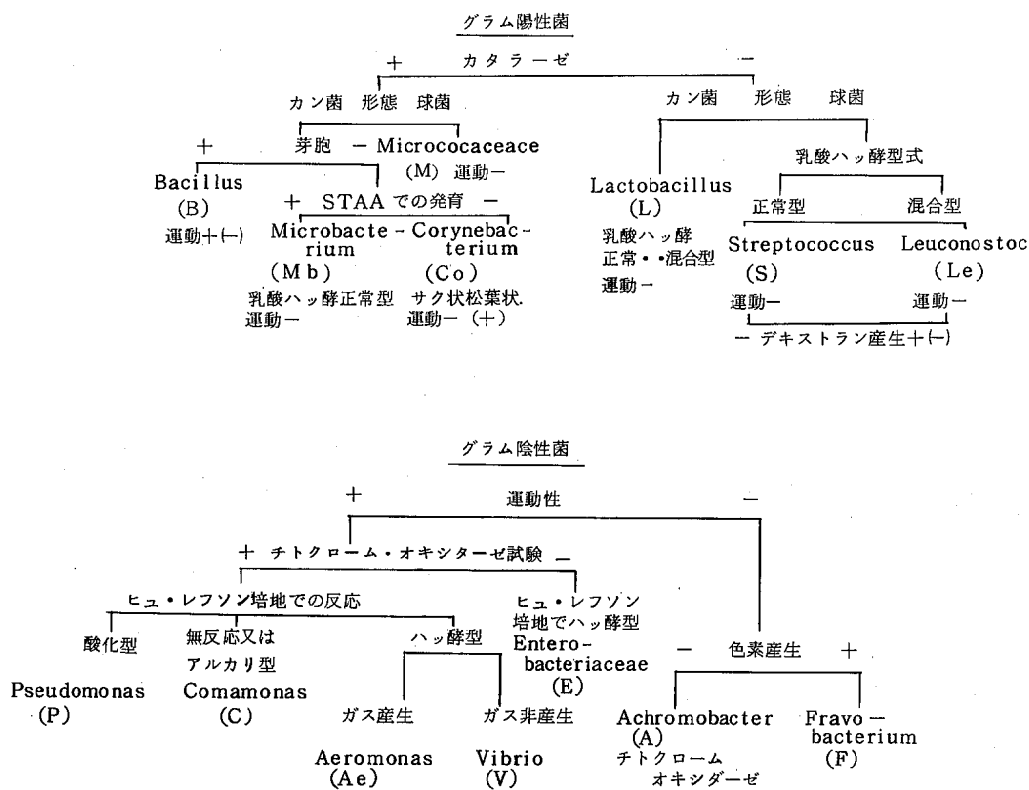 グラム陽性菌
+ カタラーゼ −
カン菌 形態 球菌
カン菌 形態 球菌
+ 芽胞 − Micrococaceace
(M) 運動−
乳酸ハッ酵型式
Bacillus
(B)
運動+(−)
+ STAAでの発育 −
Lactobacillus
(L)
乳酸ハッ酵
正常・・混合型
運動−
正常型 混合型
Microbacte-
rium
(Mb)
乳酸ハッ酵正常型
運動−
Corynebac-
terium
(Co)
サク状松葉状.
運動−(+)
Streptococcus
(S)
運動−
Leuconostoc
(Le)
運動−
− デキストラン産生+(−)
グラム陰性菌
+ 運動性 −
+ チトクローム・オキシターゼ試験 −
ヒュ・レフソン培地での反応
ヒュ・レフソン
培地でハッ酵型
Entero-
bacteriaceae
(E)
酸化型
無反応又は
アルカリ型
ハッ酵型
− 色素産生 +
Pseudomonas
(P)
Comamonas
(C)
ガス産生 ガス非産生
Aeromonas
(Ae)
Vibrio
(V)
Achromobacter
(A)
チトクローム
オキシダーゼ
Fravo-
bacterium
(F)